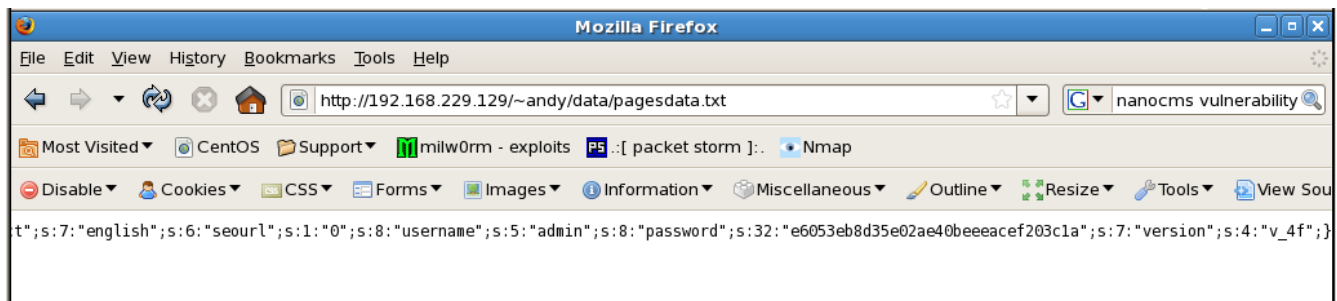 Mozilla Firefox
File Edit View History Bookmarks Tools Help
http://192.168.229.129/~andy/data/pagesdata.txt G nanocms vulnerability
Most Visited CentOS Support milw0rm - exploits PS .:[ packet storm ]:. Nmap
Disable Cookies CSS Forms Images Information Miscellaneous Outline Resize Tools View Sou
t";s:7:"english";s:6:"seourl";s:1:"0";s:8:"username";s:5:"admin";s:8:"password";s:32:"e6053eb8d35e02ae40beeeacef203c1a";s:7:"version";s:4:"v_4f";}